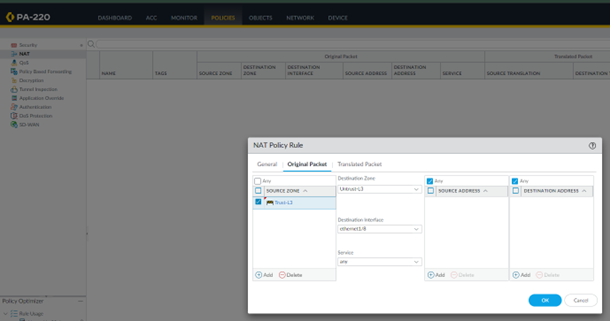 PA-220 DASHBOARD ACC MONITOR POLICIES OBJECTS NETWORK DEVICE
Security
NAT
QoS
Policy Based Forwarding
Decryption
Tunnel Inspection
Application Override
Authentication
DoS Protection
SD-WAN
Original Packet Translated Packet
NAME TAGS SOURCE ZONE DESTINATION ZONE DESTINATION INTERFACE SOURCE ADDRESS DESTINATION ADDRESS SERVICE SOURCE TRANSLATION DESTINATION
NAT Policy Rule
General Original Packet Translated Packet
Any Destination Zone Any Any
SOURCE ZONE Untrust-L3 SOURCE ADDRESS DESTINATION ADDRESS
Trust-L3
Destination Interface
ethernet1/8
Service
any
Add Delete Add Delete Add Delete
OK Cancel
Policy Optimizer
Rule Usage